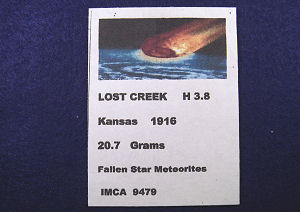 LOST CREEK H 3.8
Kansas 1916
20.7 Grams
Fallen Star Meteorites
IMCA 9479